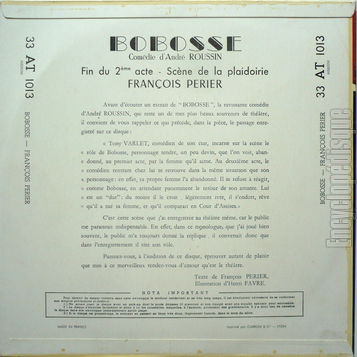 33 AT 1013
BOBOSSE
Comédie d'André ROUSSIN
Fin du 2ème acte - Scène de la plaidoirie
FRANÇOIS PERIER
33 AT 1013
BOBOSSE — FRANÇOIS PERIER
BOBOSSE — FRANÇOIS PERIER
Avant d'écouter un extrait de "BOBOSSE", la ravissante comédie
d'André ROUSSIN, qui reste un de mes plus beaux souvenirs de théâtre,
il convient de vous rappeler ce qui précède, dans la pièce, le passage enre-
gistré sur ce disque :
« Tony VARLET, comédien de son état, incarne sur la scène le
« rôle de Bobosse, personnage tendre, un peu devin, que l'on voit, aban-
« donné, au premier acte, par la femme qu'il aime. Au deuxième acte, le
« comédien rentrant chez lui se retrouve dans la même situation que son
« personnage : en effet, sa propre femme l'a abandonné. Il se refuse à réagir,
« comme Bobosse, en attendant passivement le retour de son amante. Lui
« est un "dur" : du moins il le croit... légèrement ivre, il s'endort, rêve
« qu'il a tué sa femme, et qu'il comparait en Cour d'Assises. »
C'est cette scène que j'ai enregistrée au théâtre même, car le public
me paraissait indispensable. En effet, dans ce monologue, que j'ai joué bien
souvent, le public m'a toujours donné la réplique : il convenait donc que
dans l'enregistrement il tint son rôle.
Puissiez-vous, à l'audition de ce disque, éprouver autant de plaisir
que moi à ce merveilleux rendez-vous d'amour qu'est le théâtre.
Texte de François PERIER,
Illustration d'Henri FAVRE.
NOTA IMPORTANT
MADE IN FRANCE
Encyclopédisque